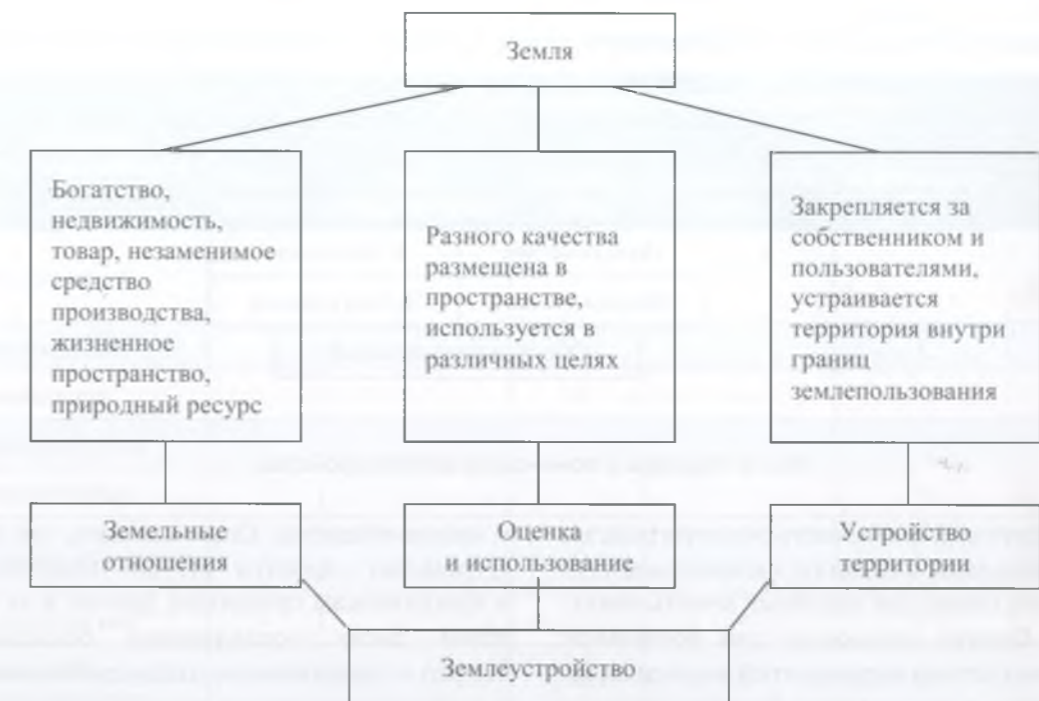 Земля
Богатство,
недвижимость,
товар, незаменимое
средство
производства,
жизненное
пространство,
природный ресурс
Разного качества
размещена в
пространстве,
используется в
различных целях
Закрепляется за
собственником и
пользователями,
устраивается
территория внутри
границ
землепользования
Земельные
отношения
Оценка
и использование
Устройство
территории
Землеустройство